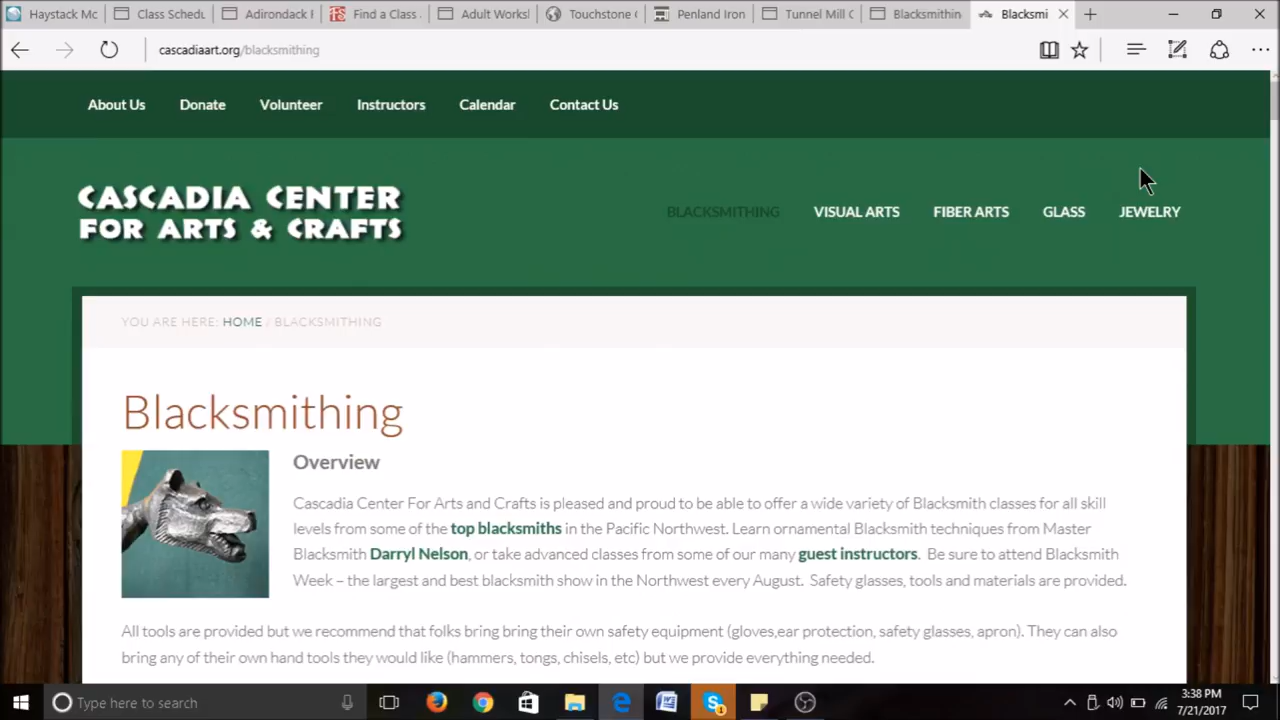 Haystack Mc
Class Schedu
Adirondack F
Find a Class
Adult Works
Touchstone C
Penland Iron
Tunnel Mill C
Blacksmithin
Blacksmi
cascadiaart.org/blacksmithing
About Us Donate Volunteer Instructors Calendar Contact Us
CASCADIA CENTER
FOR ARTS & CRAFTS
BLACKSMITHING VISUAL ARTS FIBER ARTS GLASS JEWELRY
YOU ARE HERE: HOME / BLACKSMITHING
Blacksmithing
Overview
Cascadia Center For Arts and Crafts is pleased and proud to be able to offer a wide variety of Blacksmith classes for all skill
levels from some of the top blacksmiths in the Pacific Northwest. Learn ornamental Blacksmith techniques from Master
Blacksmith Darryl Nelson, or take advanced classes from some of our many guest instructors. Be sure to attend Blacksmith
Week – the largest and best blacksmith show in the Northwest every August. Safety glasses, tools and materials are provided.
All tools are provided but we recommend that folks bring bring their own safety equipment (gloves,ear protection, safety glasses, apron). They can also
bring any of their own hand tools they would like (hammers, tongs, chisels, etc) but we provide everything needed.
Type here to search
3:38 PM
7/21/2017